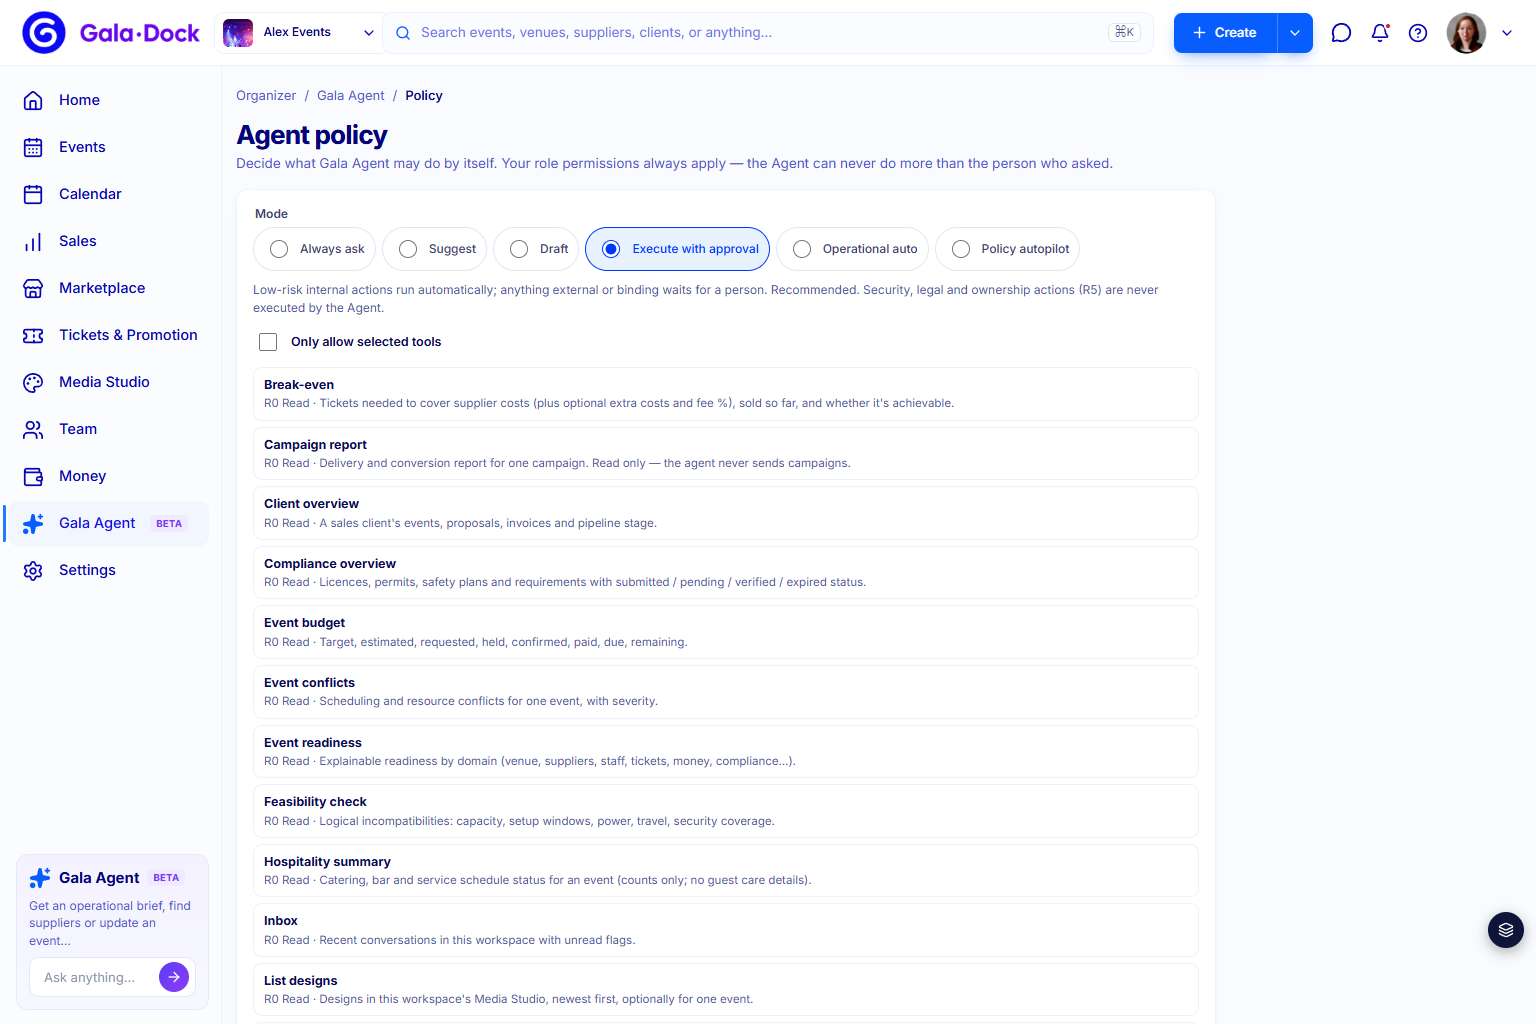 Gala·Dock
Alex Events
Search events, venues, suppliers, clients, or anything...
⌘K
Create
Home
Events
Calendar
Sales
Marketplace
Tickets & Promotion
Media Studio
Team
Money
Gala Agent BETA
Settings
Gala Agent BETA
Get an operational brief, find
suppliers or update an
event...
Ask anything...
Organizer / Gala Agent / Policy
Agent policy
Decide what Gala Agent may do by itself. Your role permissions always apply — the Agent can never do more than the person who asked.
Mode
Always ask
Suggest
Draft
Execute with approval
Operational auto
Policy autopilot
Low-risk internal actions run automatically; anything external or binding waits for a person. Recommended. Security, legal and ownership actions (R5) are never
executed by the Agent.
Only allow selected tools
Break-even
R0 Read · Tickets needed to cover supplier costs (plus optional extra costs and fee %), sold so far, and whether it's achievable.
Campaign report
R0 Read · Delivery and conversion report for one campaign. Read only — the agent never sends campaigns.
Client overview
R0 Read · A sales client's events, proposals, invoices and pipeline stage.
Compliance overview
R0 Read · Licences, permits, safety plans and requirements with submitted / pending / verified / expired status.
Event budget
R0 Read · Target, estimated, requested, held, confirmed, paid, due, remaining.
Event conflicts
R0 Read · Scheduling and resource conflicts for one event, with severity.
Event readiness
R0 Read · Explainable readiness by domain (venue, suppliers, staff, tickets, money, compliance...).
Feasibility check
R0 Read · Logical incompatibilities: capacity, setup windows, power, travel, security coverage.
Hospitality summary
R0 Read · Catering, bar and service schedule status for an event (counts only; no guest care details).
Inbox
R0 Read · Recent conversations in this workspace with unread flags.
List designs
R0 Read · Designs in this workspace's Media Studio, newest first, optionally for one event.